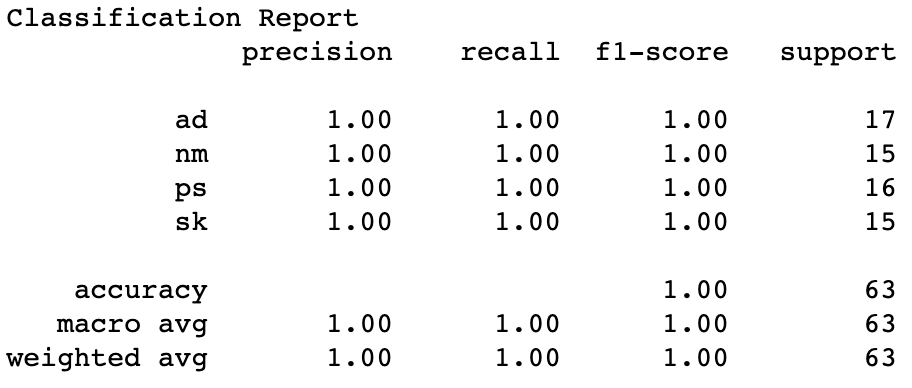 Classification Report
precision recall f1-score support
ad 1.00 1.00 1.00 17
nm 1.00 1.00 1.00 15
ps 1.00 1.00 1.00 16
sk 1.00 1.00 1.00 15
accuracy 1.00 63
macro avg 1.00 1.00 1.00 63
weighted avg 1.00 1.00 1.00 63